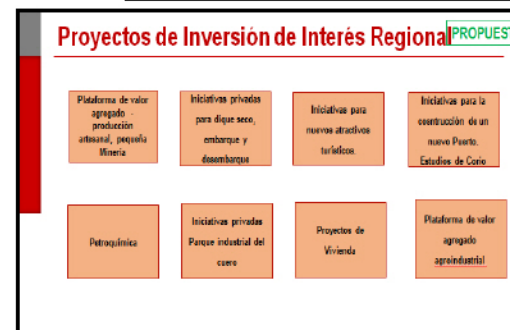 Proyectos de Inversión de Interés Regional
PROPUEST
Plataforma de valor
agregado -
producción
artesanal, pequeña
Mineria
Iniciativas privadas
para dique seco,
embarque y
desembarque
Iniciativas para
nuevos atractivos
turísticos.
Iniciativas para la
construcción de un
nuevo Puerto.
Estudios de Corio
Petroquímica
Iniciativas privadas
Parque industrial del
cuero
Proyectos de
Vivienda
Plataforma de valor
agregado
agroindustrial